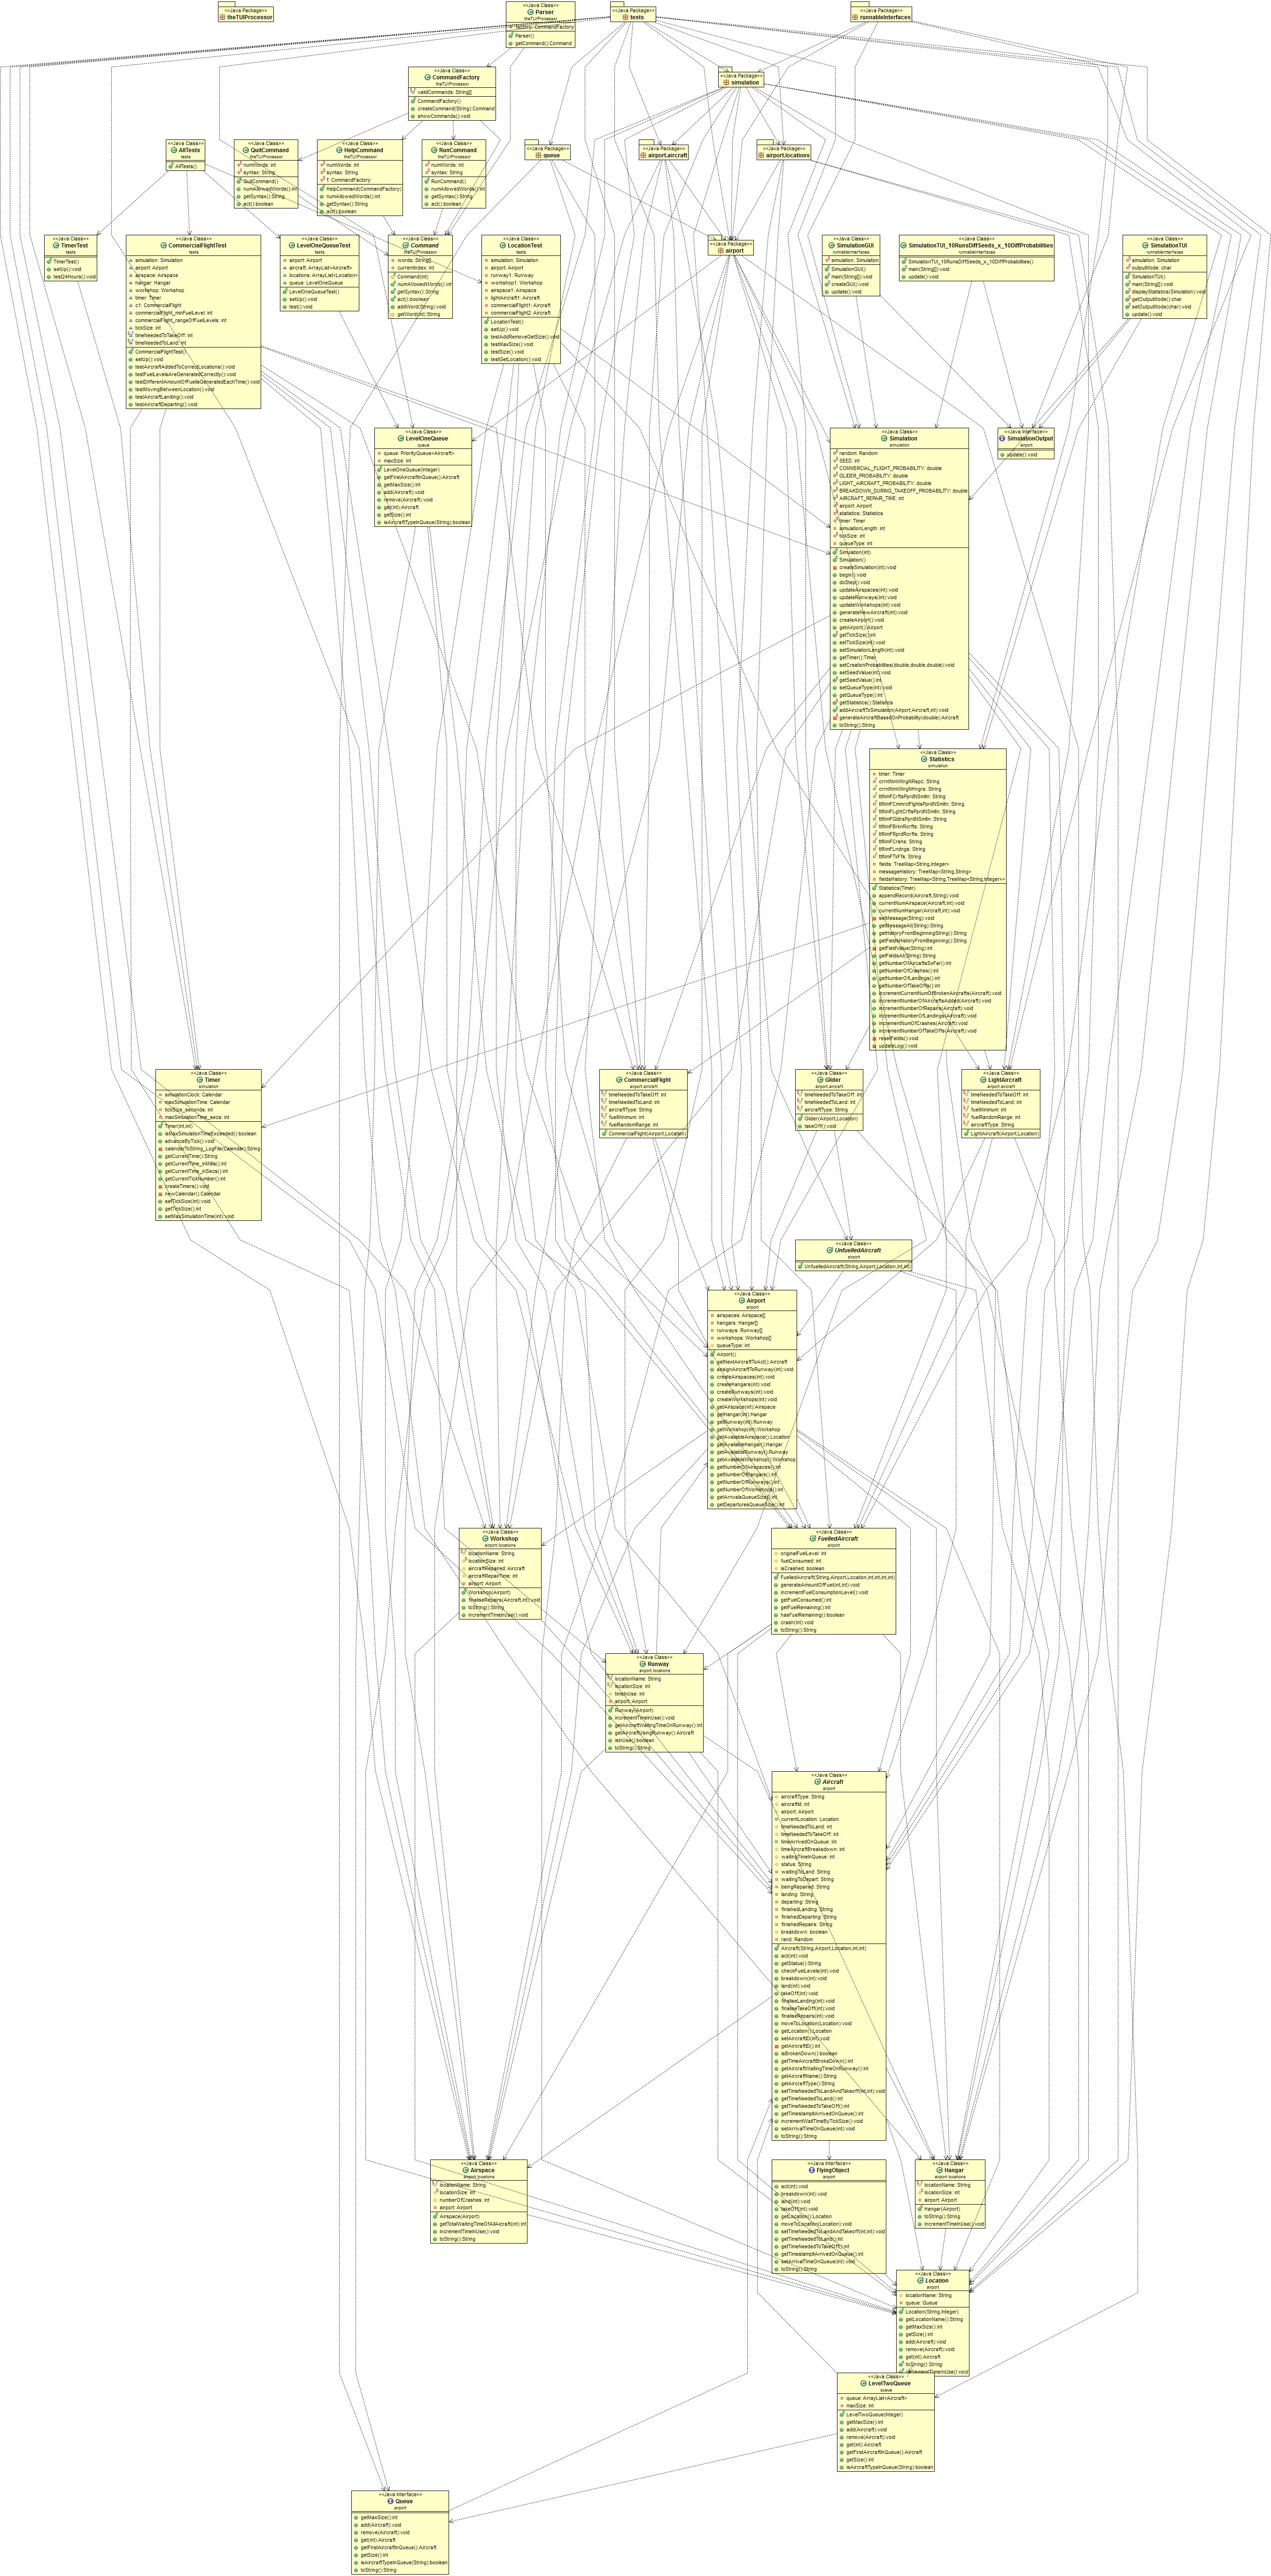 <<Java Package>>
theTUIProcessor
<<Java Class>>
Parser
theTUIProcessor
factory: CommandFactory
Parser()
getCommand():Command
<<Java Package>>
tests
<<Java Package>>
runnableInterfaces
<<Java Class>>
CommandFactory
theTUIProcessor
validCommands: String[]
CommandFactory()
createCommand(String):Command
showCommands():void
<<Java Package>>
simulation
<<Java Class>>
AllTests
tests
AllTests()
<<Java Class>>
QuitCommand
theTUIProcessor
numWords: int
syntax: String
QuitCommand()
numAllowedWords():int
getSyntax():String
act():boolean
<<Java Class>>
HelpCommand
theTUIProcessor
numWords: int
syntax: String
f: CommandFactory
HelpCommand(CommandFactory)
numAllowedWords():int
getSyntax():String
act():boolean
<<Java Class>>
RunCommand
theTUIProcessor
numWords: int
syntax: String
RunCommand()
numAllowedWords():int
getSyntax():String
act():boolean
<<Java Package>>
queue
<<Java Package>>
airport.aircraft
<<Java Package>>
airport.locations
<<Java Class>>
TimerTest
tests
TimerTest()
setUp():void
test24Hours():void
<<Java Class>>
CommercialFlightTest
tests
simulation: Simulation
airport: Airport
airspace: Airspace
hangar: Hangar
workshop: Workshop
timer: Timer
c1: CommercialFlight
commercialFlight_minFuelLevel: int
commercialFlight_rangeOfFuelLevels: int
tickSize: int
timeNeededToTakeOff: int
timeNeededToLand: int
CommercialFlightTest()
setUp():void
testAircraftAddedToCorrectLocations():void
testFuelLevelsAreGeneratedCorrectly():void
testDifferentAmountOfFuelIsGeneratedEachTime():void
testMovingBetweenLocation():void
testAircraftLanding():void
testAircraftDeparting():void
<<Java Class>>
LevelOneQueueTest
tests
airport: Airport
aircraft: ArrayList<Aircraft>
locations: ArrayList<Location>
queue: LevelOneQueue
LevelOneQueueTest()
setUp():void
test():void
<<Java Class>>
Command
theTUIProcessor
words: String[]
currentIndex: int
Command(int)
numAllowedWords():int
getSyntax():String
act():boolean
addWord(String):void
getWord(int):String
<<Java Class>>
LocationTest
tests
simulation: Simulation
airport: Airport
runway1: Runway
workshop1: Workshop
airspace1: Airspace
lightAircraft1: Aircraft
commercialFlight1: Aircraft
commercialFlight2: Aircraft
LocationTest()
setUp():void
testAddRemoveGetSize():void
testMaxSize():void
testSize():void
testGetLocation():void
<<Java Package>>
airport
<<Java Class>>
SimulationGUI
runnableInterfaces
simulation: Simulation
SimulationGUI()
main(String[]):void
createGUI():void
update():void
<<Java Class>>
SimulationTUI_10RunsDiffSeeds_x_10DiffProbabilities
runnableInterfaces
SimulationTUI_10RunsDiffSeeds_x_10DiffProbabilities()
main(String[]):void
update():void
<<Java Class>>
SimulationTUI
runnableInterfaces
simulation: Simulation
outputMode: char
SimulationTUI()
main(String[]):void
displayStatistics(Simulation):void
getOutputMode():char
setOutputMode(char):void
update():void
<<Java Class>>
LevelOneQueue
queue
queue: PriorityQueue<Aircraft>
maxSize: int
LevelOneQueue(Integer)
getFirstAircraftInQueue():Aircraft
getMaxSize():int
add(Aircraft):void
remove(Aircraft):void
get(int):Aircraft
getSize():int
isAircraftTypeInQueue(String):boolean
<<Java Class>>
Simulation
simulation
random: Random
SEED: int
COMMERCIAL_FLIGHT_PROBABILITY: double
GLIDER_PROBABILITY: double
LIGHT_AIRCRAFT_PROBABILITY: double
BREAKDOWN_DURING_TAKEOFF_PROBABILITY: double
AIRCRAFT_REPAIR_TIME: int
airport: Airport
statistics: Statistics
timer: Timer
simulationLength: int
tickSize: int
queueType: int
Simulation(int)
Simulation()
createSimulation(int):void
begin():void
doStep():void
updateAirspaces(int):void
updateRunways(int):void
updateWorkshops(int):void
generateNewAircraft(int):void
createAirport():void
getAirport():Airport
getTickSize():int
setTickSize(int):void
setSimulationLength(int):void
getTimer():Timer
setCreationProbabilities(double,double,double):void
setSeedValue(int):void
getSeedValue():int
setQueueType(int):void
getQueueType():int
getStatistics():Statistics
addAircraftToSimulation(Airport,Aircraft,int):void
generateAircraftBasedOnProbability(double):Aircraft
toString():String
<<Java Interface>>
SimulationOutput
runnableInterfaces
update():void
<<Java Class>>
Statistics
simulation
timer: Timer
crrntNmWtngNRspc: String
crrntNmWtngNHngrs: String
ttlNmFCrftsPprdNSmltn: String
ttlNmFCmmrclFlghtsPprdNSmltn: String
ttlNmFLghtCrftsPprdNSmltn: String
ttlNmFGldrsPprdNSmltn: String
ttlNmFBrknRcrfts: String
ttlNmFRprdRcrfts: String
ttlNmFCrshs: String
ttlNmFLndngs: String
ttlNmFTkFfs: String
fields: TreeMap<String,Integer>
messageHistory: TreeMap<String,String>
fieldsHistory: TreeMap<String,TreeMap<String,Integer>>
Statistics(Timer)
appendRecord(Aircraft,String):void
currentNumAirspace(Aircraft,int):void
currentNumHangar(Aircraft,int):void
setMessage(String):void
getMessageAt(String):String
getHistoryFromBeginningString():String
getFieldsHistoryFromBeginning():String
getFieldValue(String):int
getFieldsAt(String):String
getNumberOfAircraftsSoFar():int
getNumberOfCrashes():int
getNumberOfLandings():int
getNumberOfTakeOffs():int
incrementCurrentNumOfBrokenAircrafts(Aircraft):void
incrementNumberOfAircraftsAdded(Aircraft):void
incrementNumberOfRepairs(Aircraft):void
incrementNumberOfLandings(Aircraft):void
incrementNumOfCrashes(Aircraft):void
incrementNumberOfTakeOffs(Aircraft):void
resetFields():void
updateLog():void
<<Java Class>>
Timer
simulation
simulationClock: Calendar
maxSimulationTime: Calendar
tickSize_seconds: int
maxSimulationTime_secs: int
Timer(int,int)
isMaxSimulationTimeExceeded():boolean
advanceByTick():void
calendarToString_LogFile(Calendar):String
getCurrentTime():String
getCurrentTime_inMillis():int
getCurrentTime_inSecs():int
getCurrentTickNumber():int
createTimers():void
newCalendar():Calendar
setTickSize(int):void
getTickSize():int
setMaxSimulationTime(int):void
<<Java Class>>
CommercialFlight
airport.aircraft
timeNeededToTakeOff: int
timeNeededToLand: int
aircraftType: String
fuelMinimum: int
fuelRandomRange: int
CommercialFlight(Airport,Location)
<<Java Class>>
Glider
airport.aircraft
timeNeededToTakeOff: int
timeNeededToLand: int
aircraftType: String
Glider(Airport,Location)
takeOff():void
<<Java Class>>
LightAircraft
airport.aircraft
timeNeededToTakeOff: int
timeNeededToLand: int
fuelMinimum: int
fuelRandomRange: int
aircraftType: String
LightAircraft(Airport,Location)
<<Java Class>>
UnfuelledAircraft
airport
UnfuelledAircraft(String,Airport,Location,int,int)
<<Java Class>>
Airport
airport
airspaces: Airspace[]
hangars: Hangar[]
runways: Runway[]
workshops: Workshop[]
queueType: int
Airport()
getNextAircraftToAct():Aircraft
assignAircraftToRunway(int):void
createAirspaces(int):void
createHangars(int):void
createRunways(int):void
createWorkshops(int):void
getAirspace(int):Airspace
getHangar(int):Hangar
getRunway(int):Runway
getWorkshop(int):Workshop
getAvailableAirspace():Location
getAvailableHangar():Hangar
getAvailableRunway():Runway
getAvailableWorkshop():Workshop
getNumberOfAirspaces():int
getNumberOfHangars():int
getNumberOfRunways():int
getNumberOfWorkshops():int
getArrivalsQueueSize():int
getDeparturesQueueSize():int
<<Java Class>>
Workshop
airport.locations
locationName: String
locationSize: int
aircraftRepaired: Aircraft
aircraftRepairTime: int
airport: Airport
Workshop(Airport)
finaliseRepairs(Aircraft,int):void
toString():String
incrementTimeInUse():void
<<Java Class>>
FuelledAircraft
airport
originalFuelLevel: int
fuelConsumed: int
isCrashed: boolean
FuelledAircraft(String,Airport,Location,int,int,int,int)
generateAmountOfFuel(int,int):void
incrementFuelConsumptionLevel():void
getFuelConsumed():int
getFuelRemaining():int
hasFuelRemaining():boolean
crash(int):void
toString():String
<<Java Class>>
Runway
airport.locations
locationName: String
locationSize: int
timeInUse: int
airport: Airport
Runway(Airport)
incrementTimeInUse():void
getAircraftWaitingTimeOnRunway():int
getAircraftUsingRunway():Aircraft
isInUse():boolean
toString():String
<<Java Class>>
Aircraft
airport
aircraftType: String
aircraftId: int
airport: Airport
currentLocation: Location
timeNeededToLand: int
timeNeededToTakeOff: int
timeArrivedOnQueue: int
timeAircraftBreakdown: int
waitingTimeInQueue: int
status: String
waitingToLand: String
waitingToDepart: String
beingRepaired: String
landing: String
departing: String
finishedLanding: String
finishedDeparting: String
finishedRepairs: String
breakdown: boolean
rand: Random
Aircraft(String,Airport,Location,int,int)
act(int):void
getStatus():String
checkFuelLevels(int):void
breakdown(int):void
land(int):void
takeOff(int):void
finaliseLanding(int):void
finaliseTakeOff(int):void
finaliseRepairs(int):void
moveToLocation(Location):void
getLocation():Location
setAircraftID(int):void
getAircraftID():int
isBrokenDown():boolean
getTimeAircraftBrokeDown():int
getAircraftWaitingTimeOnRunway():int
getAircraftName():String
getAircraftType():String
setTimeNeededToLandAndTakeoff(int,int):void
getTimeNeededToLand():int
getTimeNeededToTakeOff():int
getTimestampItArrivedOnQueue():int
incrementWaitTimeByTickSize():void
setArrivalTimeOnQueue(int):void
toString():String
<<Java Class>>
Airspace
airport.locations
locationName: String
locationSize: int
numberOfCrashes: int
airport: Airport
Airspace(Airport)
getTotalWaitingTimeOfAllAicraft(int):int
incrementTimeInUse():void
toString():String
<<Java Interface>>
FlyingObject
airport
act(int):void
breakdown(int):void
land(int):void
takeOff(int):void
getLocation():Location
moveToLocation(Location):void
setTimeNeededToLandAndTakeoff(int,int):void
getTimeNeededToLand():int
getTimeNeededToTakeOff():int
getTimestampItArrivedOnQueue():int
setArrivalTimeOnQueue(int):void
toString():String
<<Java Class>>
Hangar
airport.locations
locationName: String
locationSize: int
airport: Airport
Hangar(Airport)
toString():String
incrementTimeInUse():void
<<Java Class>>
Location
airport
locationName: String
queue: Queue
Location(String,Integer)
getLocationName():String
getMaxSize():int
getSize():int
add(Aircraft):void
remove(Aircraft):void
get(int):Aircraft
toString():String
incrementTimeInUse():void
<<Java Class>>
LevelTwoQueue
queue
queue: ArrayList<Aircraft>
maxSize: int
LevelTwoQueue(Integer)
getMaxSize():int
add(Aircraft):void
remove(Aircraft):void
get(int):Aircraft
getFirstAircraftInQueue():Aircraft
getSize():int
isAircraftTypeInQueue(String):boolean
<<Java Interface>>
Queue
airport
getMaxSize():int
add(Aircraft):void
remove(Aircraft):void
get(int):Aircraft
getFirstAircraftInQueue():Aircraft
getSize():int
isAircraftTypeInQueue(String):boolean
toString():String